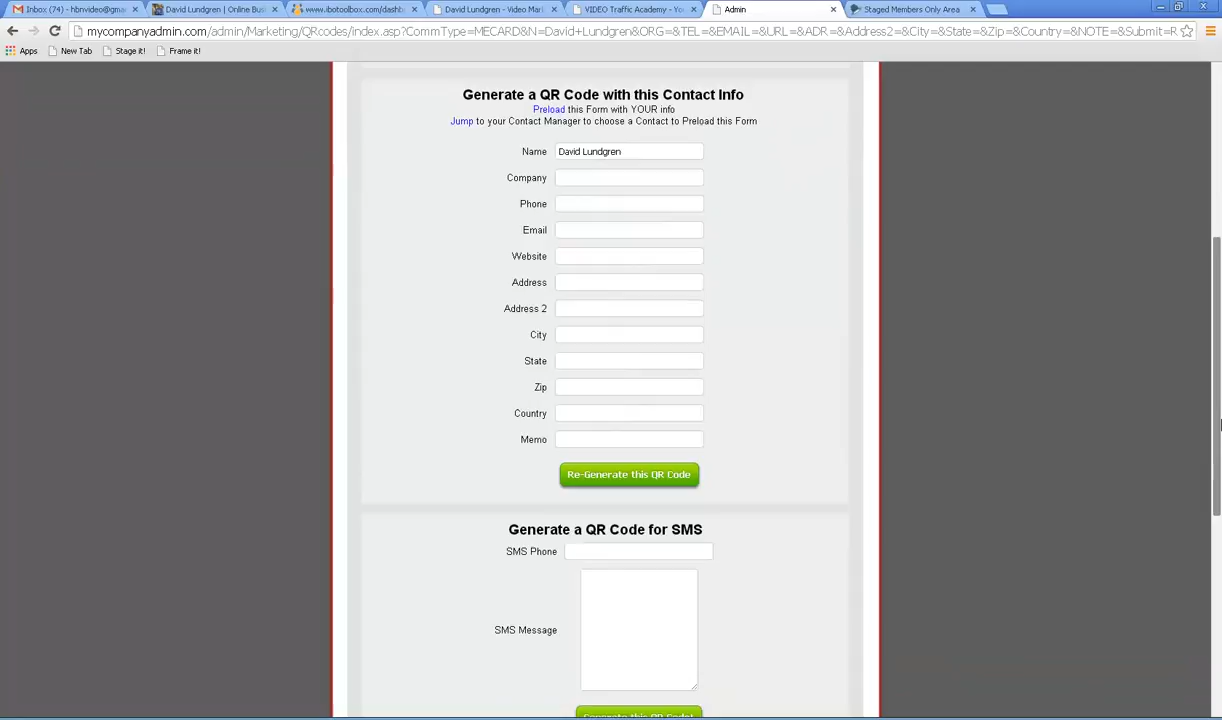 Inbox (74) - hbnvideo@gma
David Lundgren | Online Bus
www.ibotoolbox.com/dashb
David Lundgren - Video Mar
VIDEO Traffic Academy - Yo
Admin
Staged Members Only Area
mycompanyadmin.com/admin/Marketing/QRcodes/index.asp?CommType=MECARD&N=David+Lundgren&ORG=&TEL=&EMAIL=&URL=&ADR=&Address2=&City=&State=&Zip=&Country=&NOTE=&Submit=R
Apps
New Tab
Stage it!
Frame it!
Generate a QR Code with this Contact Info
Preload this Form with YOUR info
Jump to your Contact Manager to choose a Contact to Preload this Form
Name David Lundgren
Company
Phone
Email
Website
Address
Address 2
City
State
Zip
Country
Memo
Re-Generate this QR Code
Generate a QR Code for SMS
SMS Phone
SMS Message
Generate this QR Code!